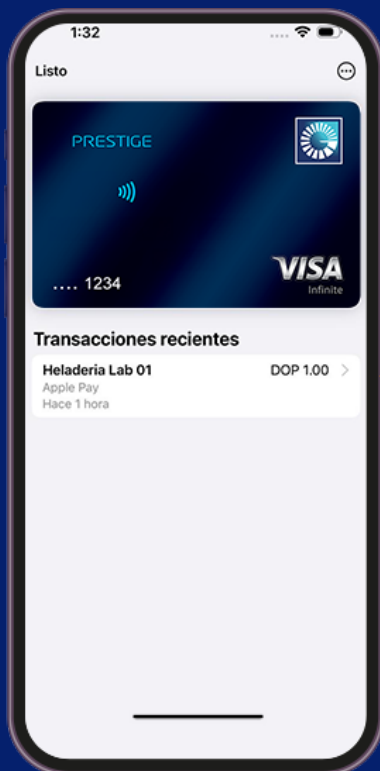 1:32
Listo
PRESTIGE
.... 1234
VISA
Infinite
Transacciones recientes
Heladeria Lab 01
DOP 1.00
Apple Pay
Hace 1 hora